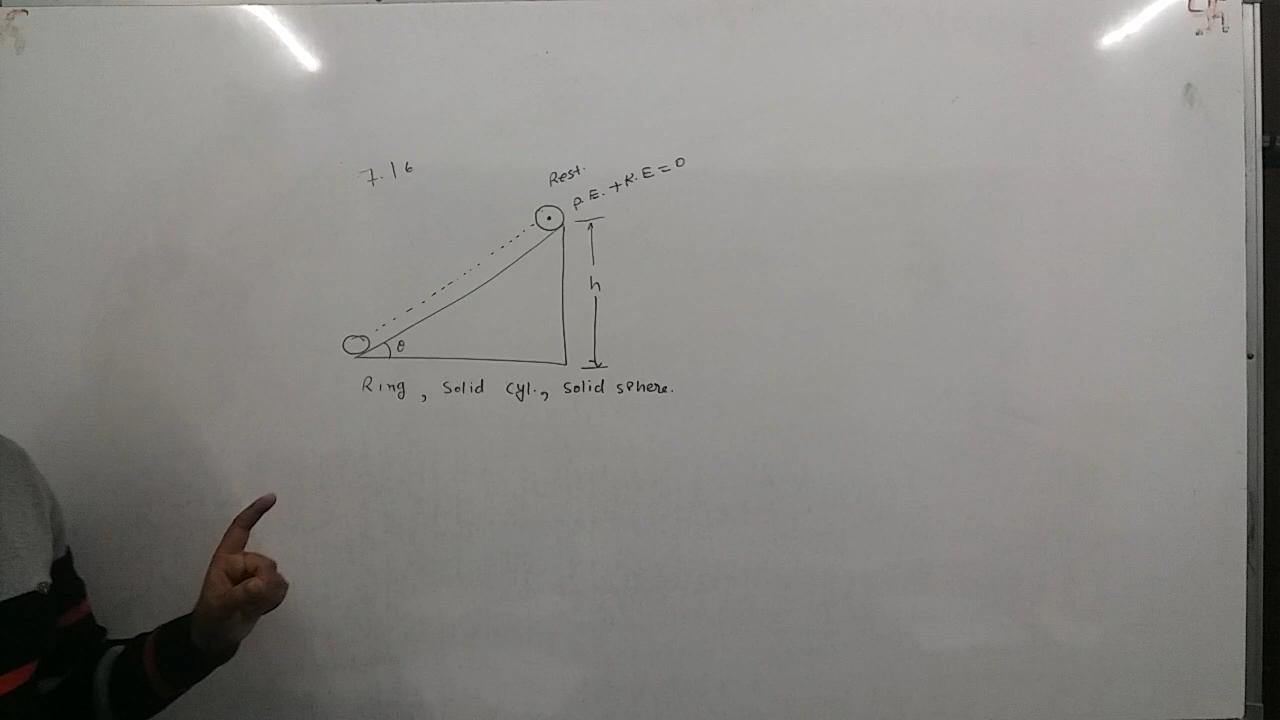 7.16
Rest.
P.E. + K.E = 0
h
θ
Ring, Solid cyl., Solid sphere.